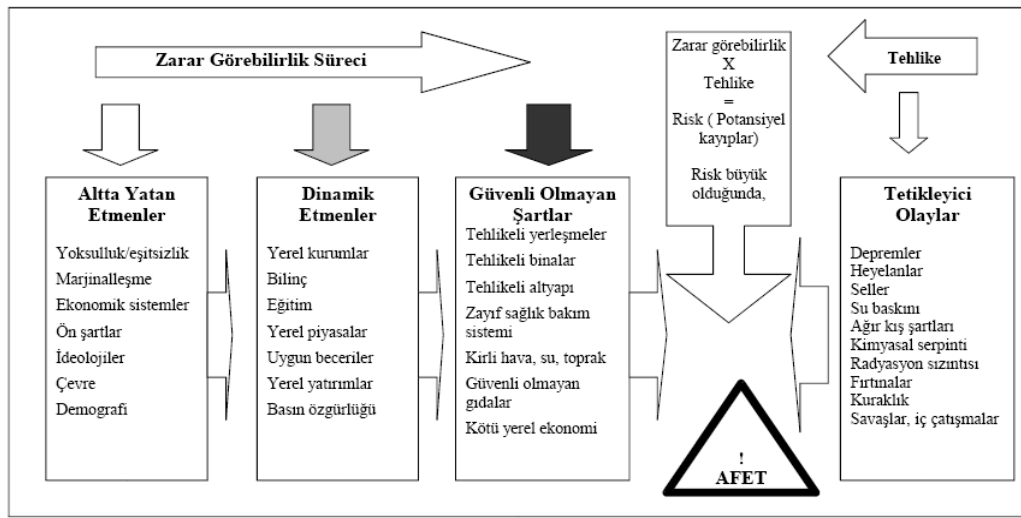 Zarar Görebilirlik Süreci
Zarar görebilirlik
X
Tehlike
=
Risk ( Potansiyel
kayıplar)
Risk büyük
olduğunda,
Tehlike
Altta Yatan
Etmenler
Yoksulluk/eşitsizlik
Marjinalleşme
Ekonomik sistemler
Ön şartlar
İdeolojiler
Çevre
Demografi
Dinamik
Etmenler
Yerel kurumlar
Bilinç
Eğitim
Yerel piyasalar
Uygun beceriler
Yerel yatırımlar
Basın özgürlüğü
Güvenli Olmayan
Şartlar
Tehlikeli yerleşmeler
Tehlikeli binalar
Tehlikeli altyapı
Zayıf sağlık bakım
sistemi
Kirli hava, su, toprak
Güvenli olmayan
gıdalar
Kötü yerel ekonomi
!
AFET
Tetikleyici
Olaylar
Depremler
Heyelanlar
Seller
Su baskını
Ağır kış şartları
Kimyasal serpinti
Radyasyon sızıntısı
Fırtınalar
Kuraklık
Savaşlar, iç çatışmalar